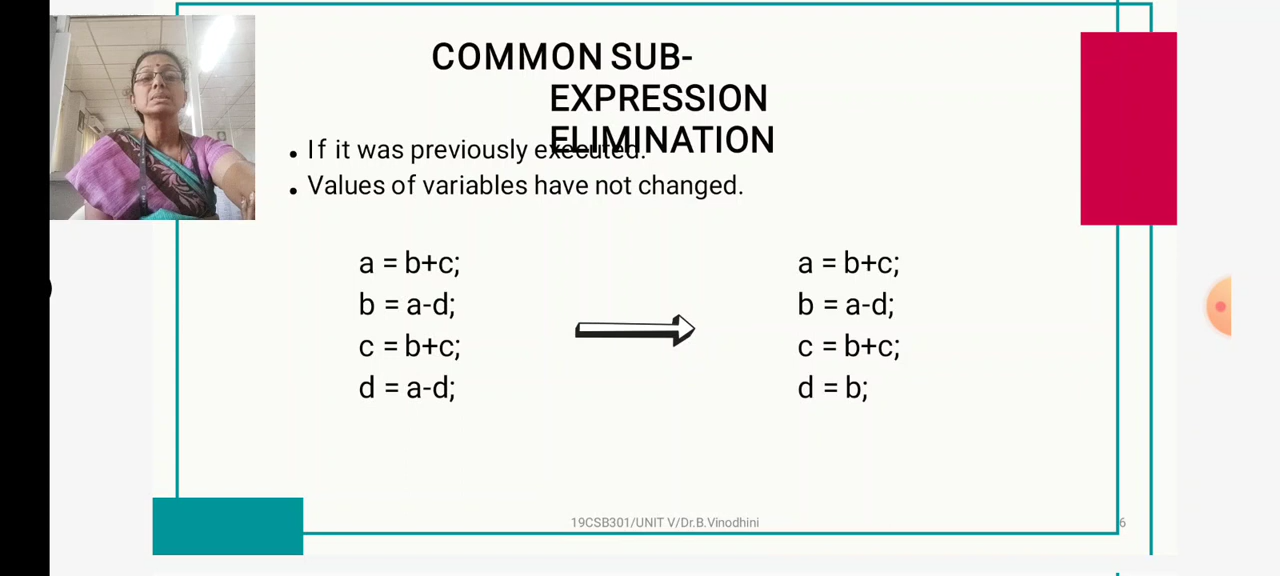 COMMON SUB-
EXPRESSION
ELIMINATION
• If it was previously executed.
• Values of variables have not changed.
a = b+c;
b = a-d;
c = b+c;
d = a-d;
a = b+c;
b = a-d;
c = b+c;
d = b;
19CSB301/UNIT V/Dr.B.Vinodhini
6